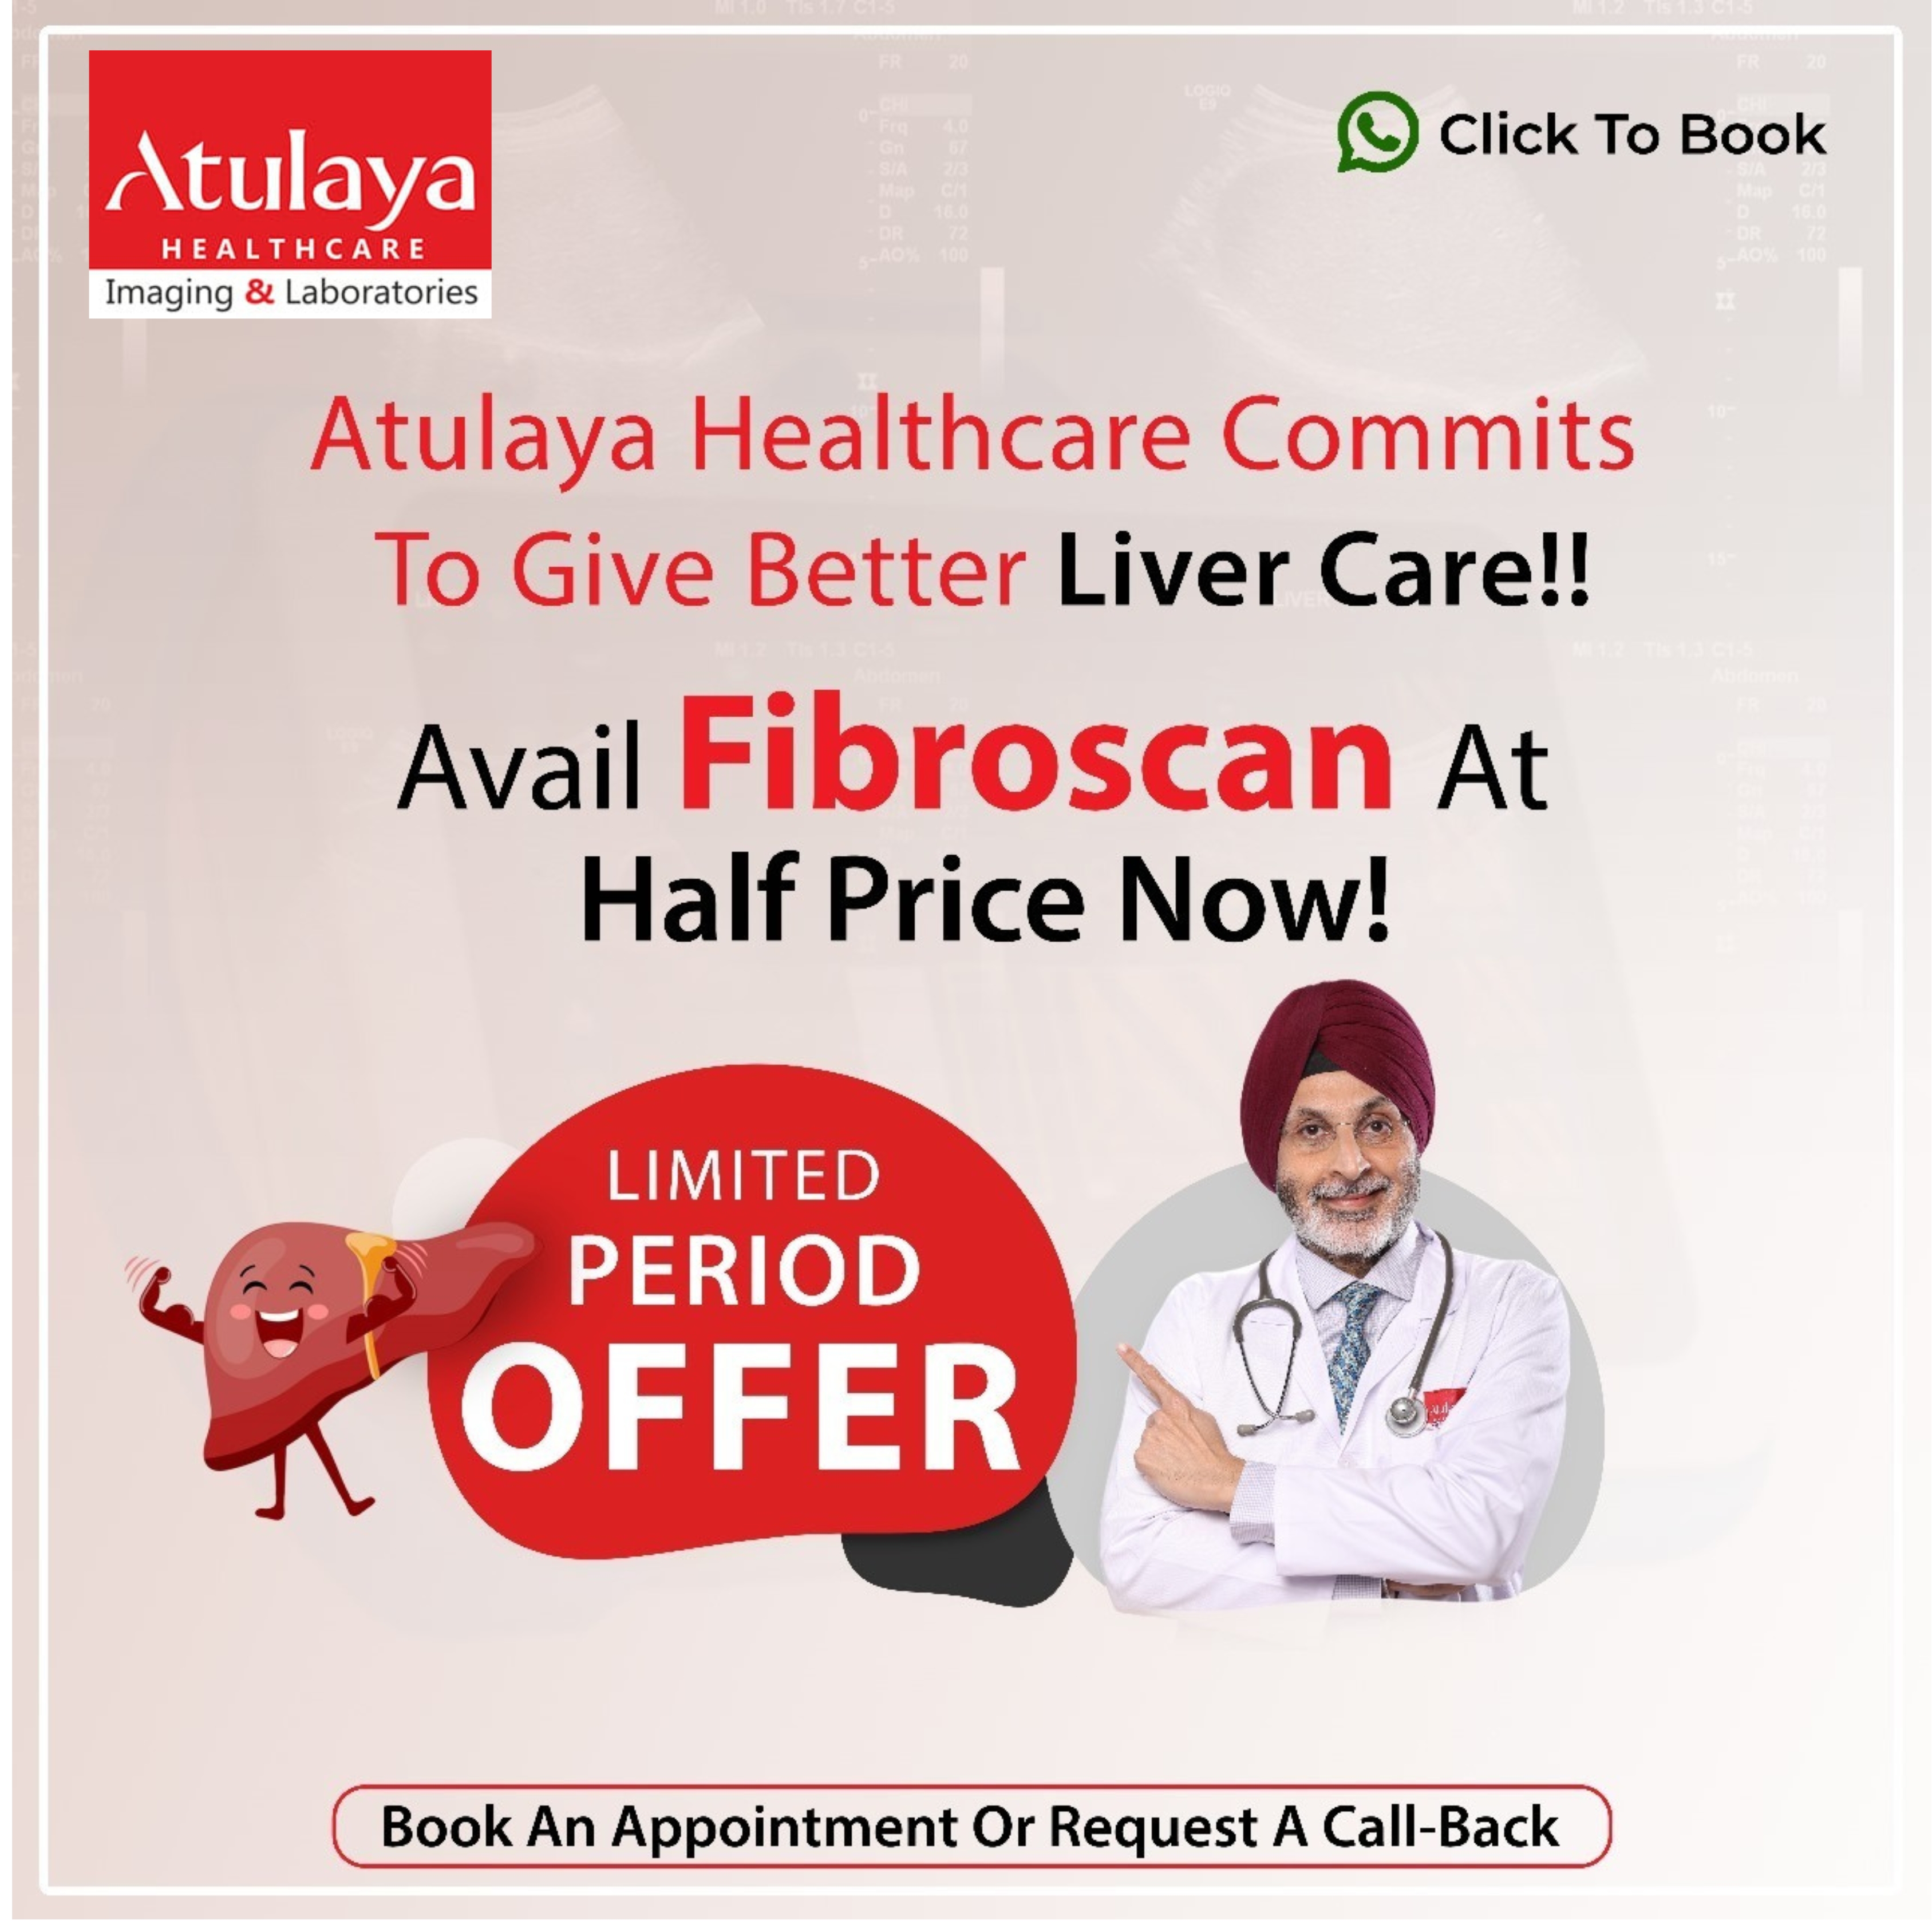 Atulaya
HEALTHCARE
Imaging & Laboratories
Click To Book
Atulaya Healthcare Commits
To Give Better Liver Care!!
Avail Fibroscan At
Half Price Now!
LIMITED
PERIOD
OFFER
Book An Appointment Or Request A Call-Back